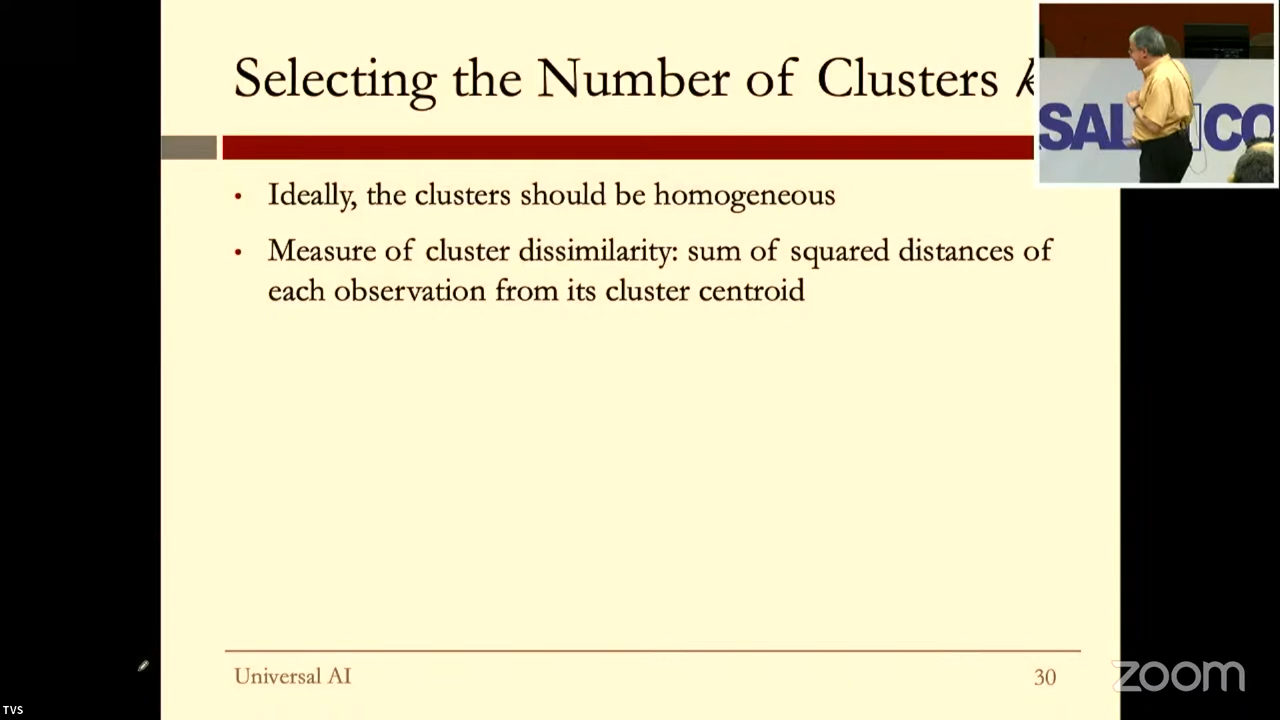 Selecting the Number of Clusters k
SAL CO
• Ideally, the clusters should be homogeneous
• Measure of cluster dissimilarity: sum of squared distances of
each observation from its cluster centroid
Universal AI
30
zoom
TVS